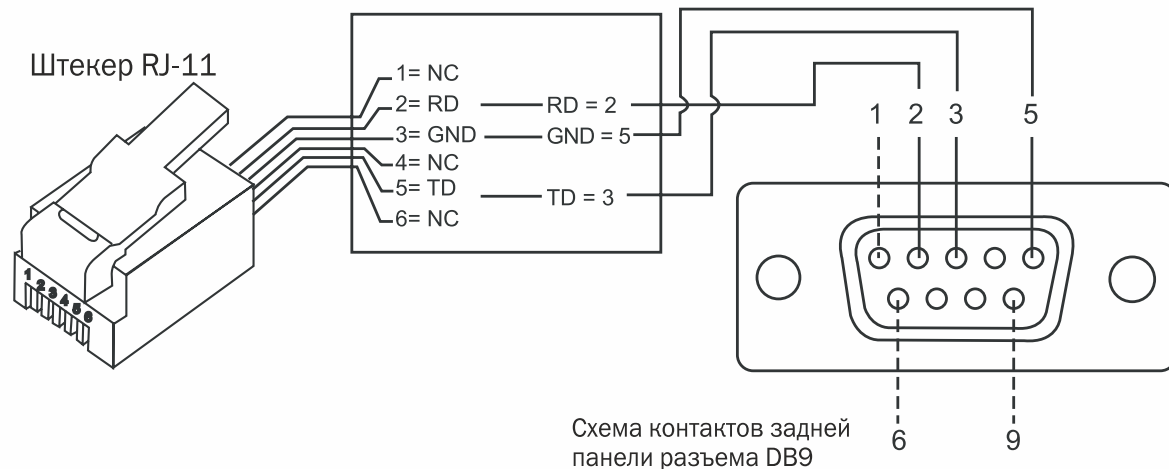 Штекер RJ-11
1= NC
2= RD
RD = 2
3= GND
GND = 5
4= NC
5= TD
TD = 3
6= NC
1 2 3 5
1 2 3 4 5 6
6 9
Схема контактов задней
панели разъема DB9